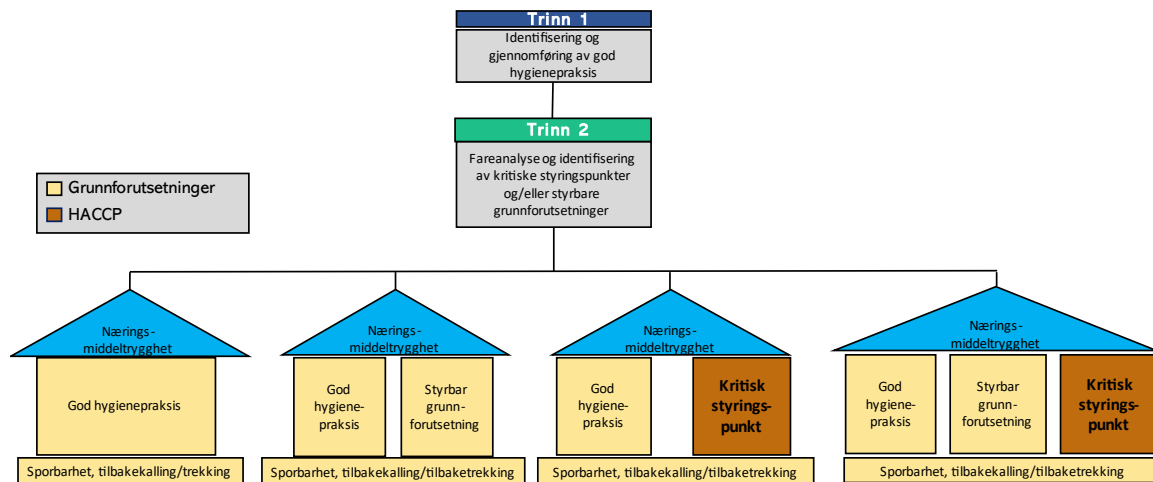 Trinn 1
Identifisering og
gjennomføring av god
hygienepraksis
Trinn 2
Fareanalyse og identifisering
av kritiske styringspunkter
og/eller styrbare
grunnforutsetninger
Grunnforutsetninger
HACCP
Nærings-
middeltrygghet
God hygienepraksis
Sporbarhet, tilbakekalling/trekking
Nærings-
middeltrygghet
God
hygiene-
praksis
Styrbar
grunn-
forutsetning
Sporbarhet, tilbakekalling/tilbaketrekking
Nærings-
middeltrygghet
God
hygiene-
praksis
Kritisk
styrings-
punkt
Sporbarhet, tilbakekalling/tilbaketrekking
Nærings-
middeltrygghet
God
hygiene-
praksis
Styrbar
grunn-
forutsetning
Kritisk
styrings-
punkt
Sporbarhet, tilbakekalling/tilbaketrekking